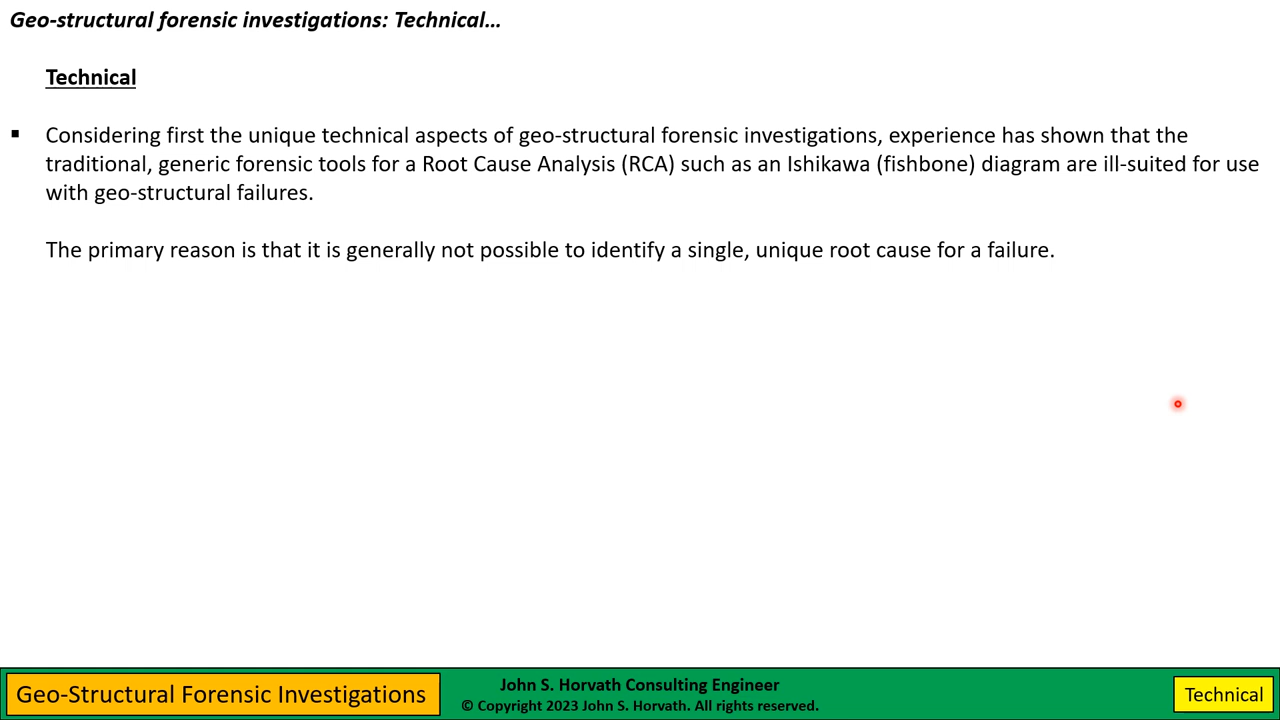 Geo-structural forensic investigations: Technical…
Technical
▪ Considering first the unique technical aspects of geo-structural forensic investigations, experience has shown that the
traditional, generic forensic tools for a Root Cause Analysis (RCA) such as an Ishikawa (fishbone) diagram are ill-suited for use
with geo-structural failures.
The primary reason is that it is generally not possible to identify a single, unique root cause for a failure.
Geo-Structural Forensic Investigations
John S. Horvath Consulting Engineer
© Copyright 2023 John S. Horvath. All rights reserved.
Technical